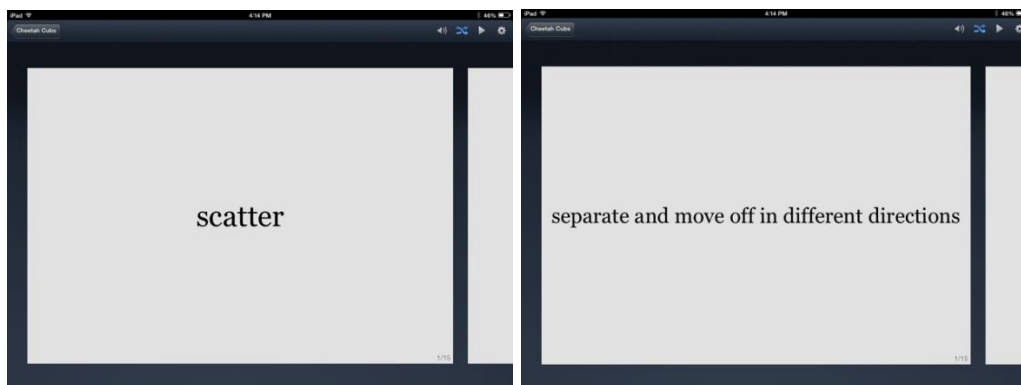 iPad 4:14 PM 46%
Cheetah Cubs
scatter
1/15
iPad 4:14 PM 46%
Cheetah Cubs
separate and move off in different directions
1/15